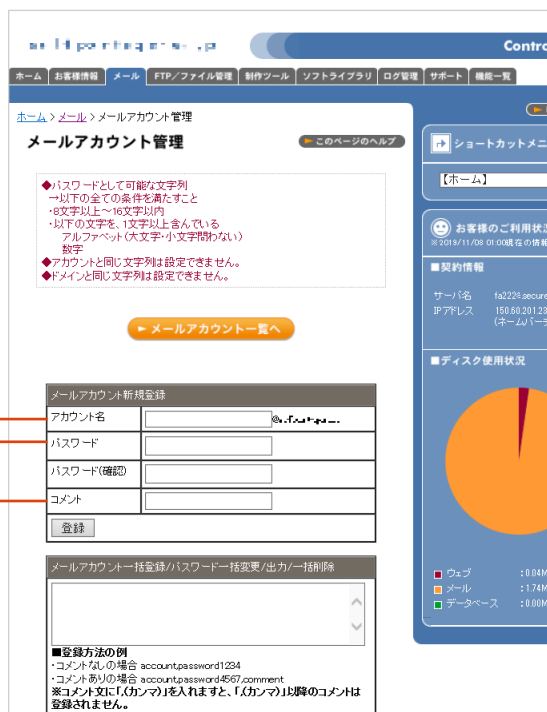 Contro
ホーム お客様情報 メール FTP/ファイル管理 制作ツール ソフトライブラリ ログ管理 サポート 機能一覧
ホーム > メール > メールアカウント管理
メールアカウント管理
このページのヘルプ
◆パスワードとして可能な文字列
→以下の全ての条件を満たすこと
・8文字以上～16文字以内
・以下の文字を、1文字以上含んでいる
アルファベット(大文字・小文字問わない)
数字
◆アカウントと同じ文字列は設定できません。
◆ドメインと同じ文字列は設定できません。
メールアカウント一覧へ
メールアカウント新規登録
アカウント名
@
パスワード
パスワード(確認)
コメント
登録
メールアカウント一括登録/パスワード一括変更/出力/一括削除
■登録方法の例
・コメントなしの場合 account,password1234
・コメントありの場合 account,password4567,comment
※コメント文に「,(カンマ)」を入れますと、「,(カンマ)」以降のコメントは
登録されません。
ショートカットメニ
【ホーム】
お客様のご利用状況
※2019/11/08 01:00現在の情報
■契約情報
サーバ名 fa222
secure
IPアドレス 150.60.201.23
(ネームバーチ
■ディスク使用状況
ウェブ :0.04M
メール :1.74M
データベース :0.00M